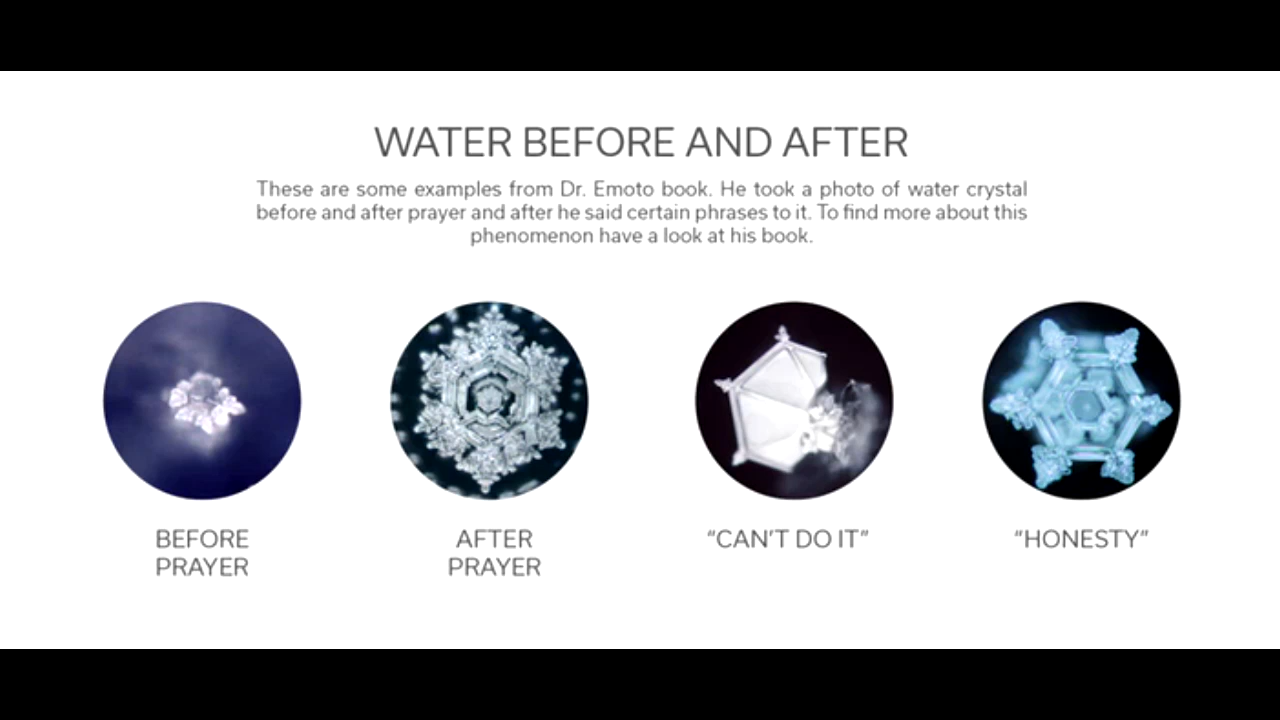 WATER BEFORE AND AFTER
These are some examples from Dr. Emoto book. He took a photo of water crystal
before and after prayer and after he said certain phrases to it. To find more about this
phenomenon have a look at his book.
BEFORE
PRAYER
AFTER
PRAYER
“CAN’T DO IT”
“HONESTY”